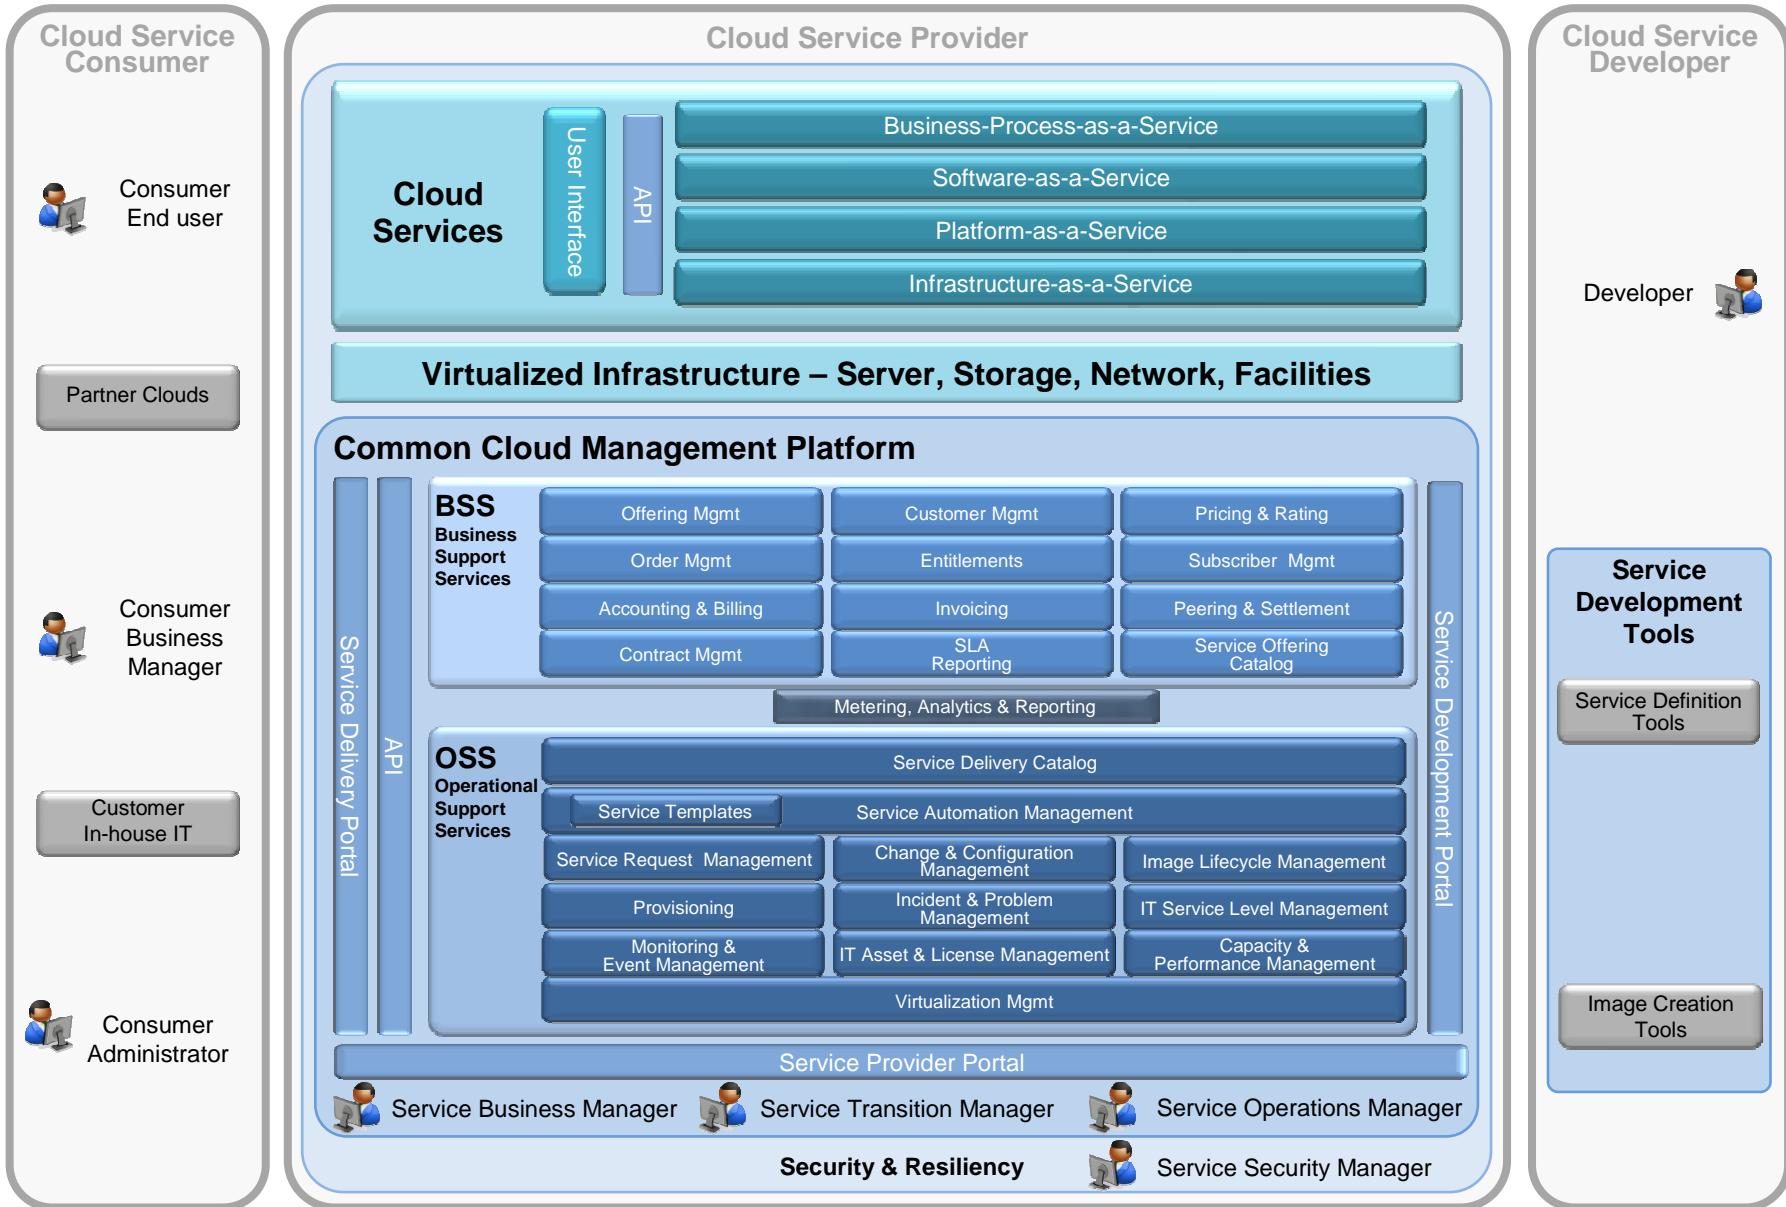 Cloud Service
Consumer
Consumer
End user
Partner Clouds
Consumer
Business
Manager
Customer
In-house IT
Consumer
Administrator
Cloud Service Provider
Cloud
Services
User Interface
API
Business-Process-as-a-Service
Software-as-a-Service
Platform-as-a-Service
Infrastructure-as-a-Service
Virtualized Infrastructure – Server, Storage, Network, Facilities
Common Cloud Management Platform
Service Delivery Portal
API
BSS
Business
Support
Services
Offering Mgmt
Customer Mgmt
Pricing & Rating
Order Mgmt
Entitlements
Subscriber Mgmt
Accounting & Billing
Invoicing
Peering & Settlement
Contract Mgmt
SLA
Reporting
Service Offering
Catalog
Metering, Analytics & Reporting
OSS
Operational
Support
Services
Service Delivery Catalog
Service Templates
Service Automation Management
Service Request Management
Change & Configuration
Management
Image Lifecycle Management
Provisioning
Incident & Problem
Management
IT Service Level Management
Monitoring &
Event Management
IT Asset & License Management
Capacity &
Performance Management
Virtualization Mgmt
Service Development Portal
Service Provider Portal
Service Business Manager
Service Transition Manager
Service Operations Manager
Security & Resiliency
Service Security Manager
Cloud Service
Developer
Developer
Service
Development
Tools
Service Definition
Tools
Image Creation
Tools